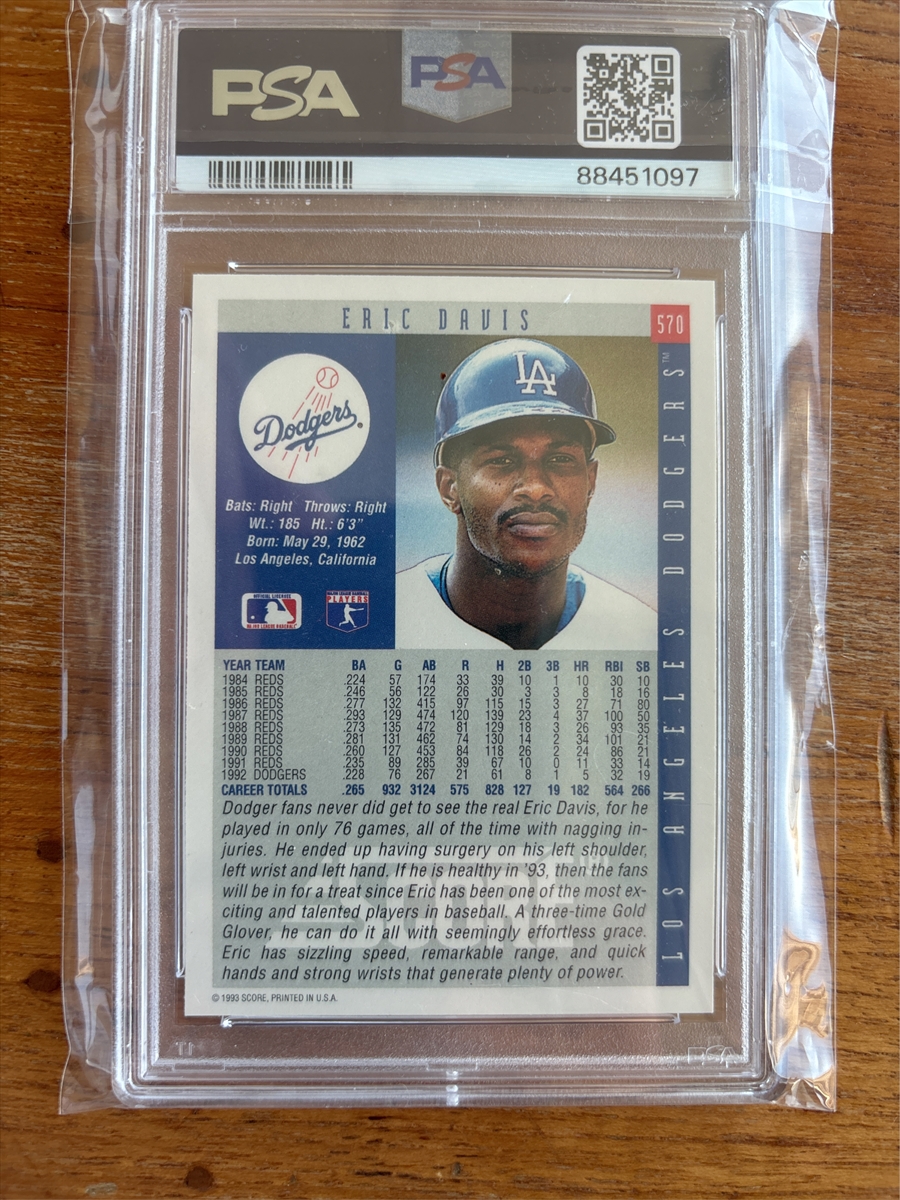 PSA
PSA
88451097
ERIC DAVIS
570
Dodgers
LA
Bats: Right Throws: Right
Wt.: 185 Ht.: 6'3"
Born: May 29, 1962
Los Angeles, California
OFFICIAL LICENSEE
MAJOR LEAGUE BASEBALL
PLAYERS
LOS ANGELES DODGERS™
YEAR TEAM BA G AB R H 2B 3B HR RBI SB
1984 REDS .224 57 174 33 39 10 1 10 30 10
1985 REDS .246 56 122 26 30 3 3 8 18 16
1986 REDS .277 132 415 97 115 15 3 27 71 80
1987 REDS .293 129 474 120 139 23 4 37 100 50
1988 REDS .273 135 472 81 129 18 3 26 93 35
1989 REDS .281 131 462 74 130 14 2 34 101 21
1990 REDS .260 127 453 84 118 26 2 24 86 21
1991 REDS .235 89 285 39 67 10 0 11 33 14
1992 DODGERS .228 76 267 21 61 8 1 5 32 19
CAREER TOTALS .265 932 3124 575 828 127 19 182 564 266
Dodger fans never did get to see the real Eric Davis, for he
played in only 76 games, all of the time with nagging in-
juries. He ended up having surgery on his left shoulder,
left wrist and left hand. If he is healthy in '93, then the fans
will be in for a treat since Eric has been one of the most ex-
citing and talented players in baseball. A three-time Gold
Glover, he can do it all with seemingly effortless grace.
Eric has sizzling speed, remarkable range, and quick
hands and strong wrists that generate plenty of power.
SCORE
© 1993 SCORE, PRINTED IN U.S.A.
PSA